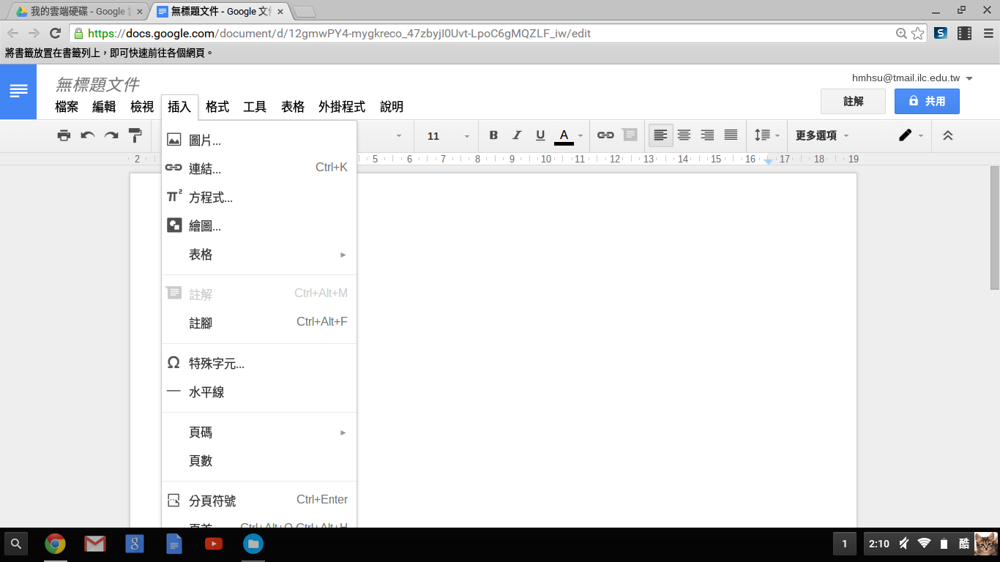 我的雲端硬碟 - Google
無標題文件 - Google 文件
https://docs.google.com/document/d/12gmwPY4-mygkreco_47zbyjI0Uvt-LpoC6gMQZLF_iw/edit
將書籤放置在書籤列上，即可快速前往各個網頁。
無標題文件
hmhsu@tmail.ilc.edu.tw
檔案 編輯 檢視 插入 格式 工具 表格 外掛程式 說明
註解
共用
11
B I U A
更多選項
2 5 6 7 8 9 10 11 12 13 14 15 16 17 18 19
圖片...
連結... Ctrl+K
方程式...
繪圖...
表格
註解 Ctrl+Alt+M
註腳 Ctrl+Alt+F
特殊字元...
水平線
頁碼
頁數
分頁符號 Ctrl+Enter
頁首 Ctrl+Alt+O Ctrl+Alt+H
1
2:10
酷